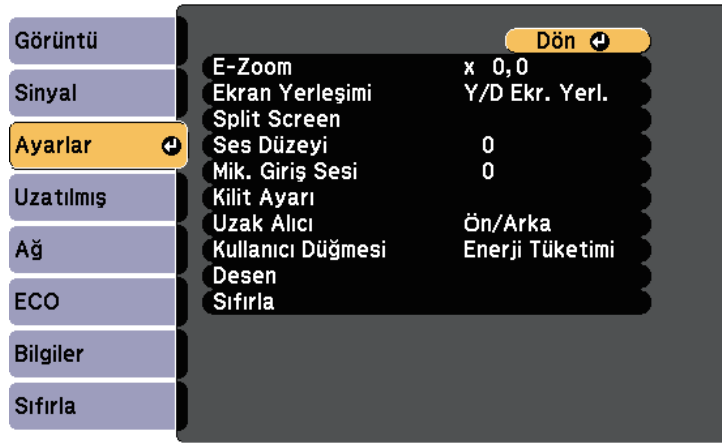 Görüntü
Sinyal
Ayarlar
Uzatılmış
Ağ
ECO
Bilgiler
Sıfırla
Dön
E-Zoom x 0,0
Ekran Yerleşimi Y/D Ekr. Yerl.
Split Screen
Ses Düzeyi 0
Mik. Giriş Sesi 0
Kilit Ayarı
Uzak Alıcı Ön/Arka
Kullanıcı Düğmesi Enerji Tüketimi
Desen
Sıfırla